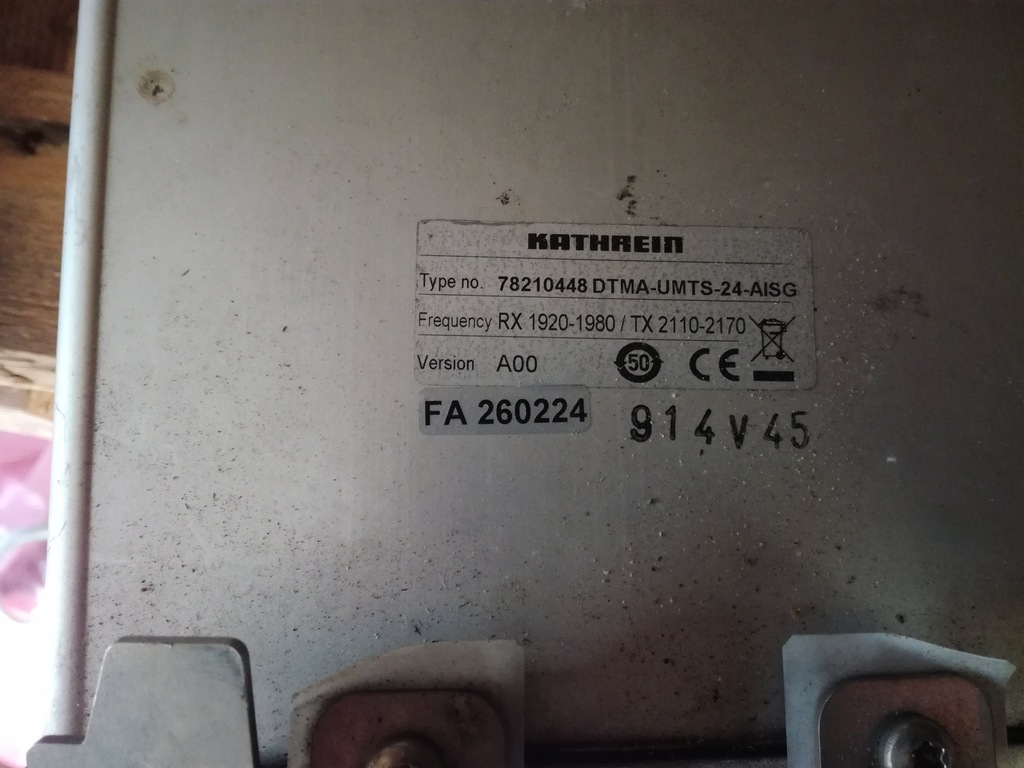 KATHREIN
Type no. 78210448 DTMA-UMTS-24-AISG
Frequency RX 1920-1980 / TX 2110-2170
Version A00 50 CE
FA 260224 914V45